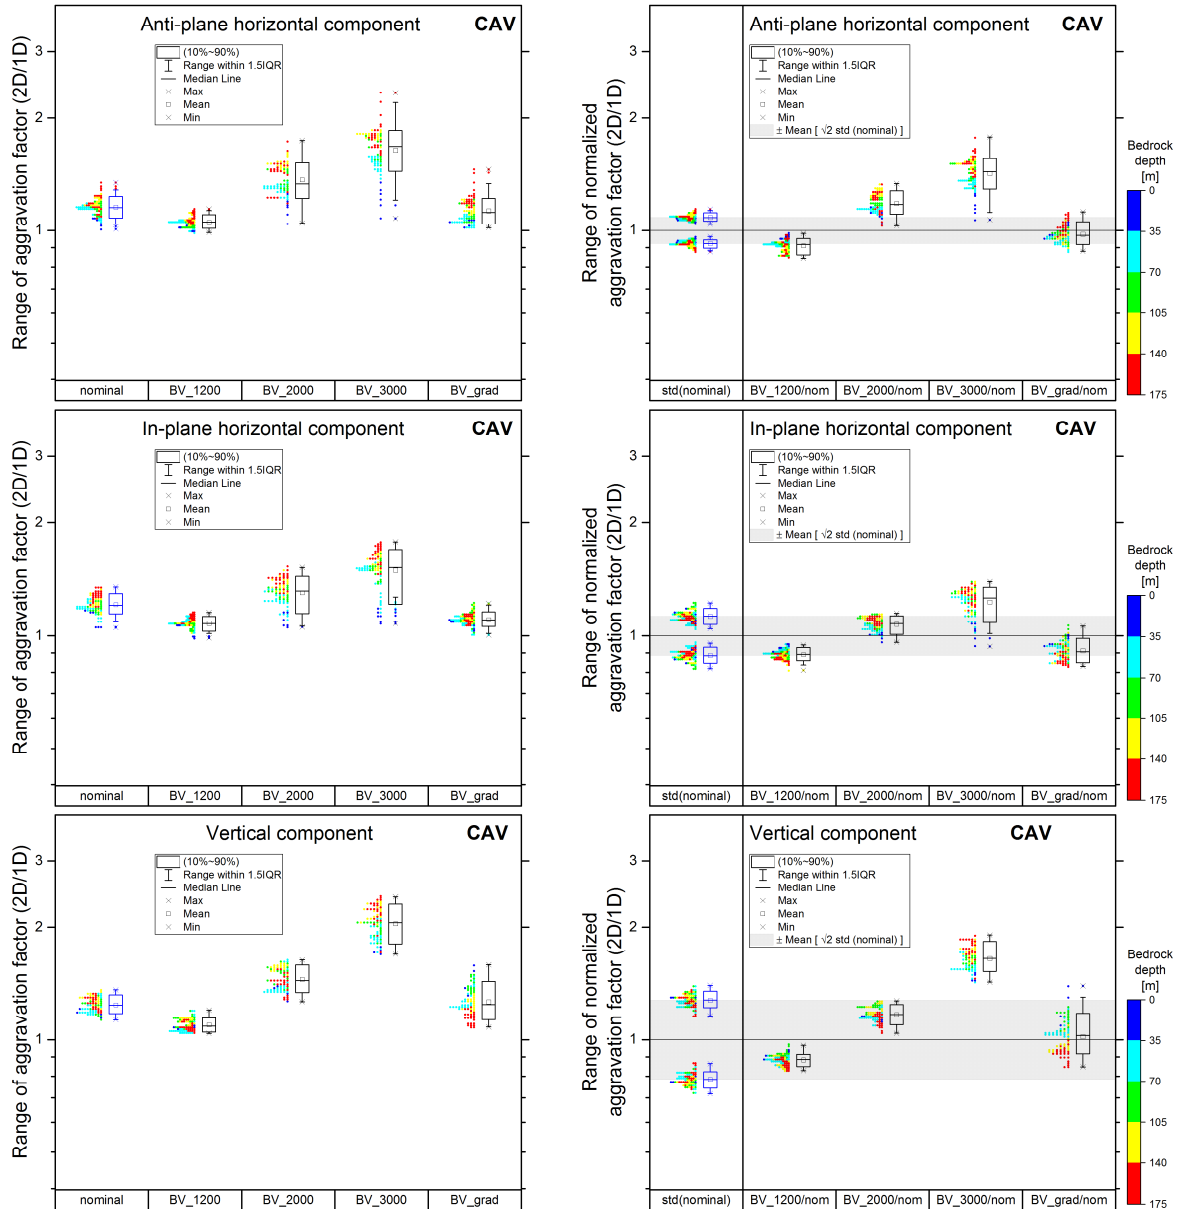 Anti-plane horizontal component CAV
(10%~90%)
Range within 1.5IQR
Median Line
Max
Mean
Min
3
2
1
Range of aggravation factor (2D/1D)
nominal BV_1200 BV_2000 BV_3000 BV_grad
Anti-plane horizontal component CAV
(10%~90%)
Range within 1.5IQR
Median Line
Max
Mean
Min
± Mean [ √2 std (nominal) ]
3
2
1
Range of normalized
aggravation factor (2D/1D)
std(nominal) BV_1200/nom BV_2000/nom BV_3000/nom BV_grad/nom
Bedrock
depth
[m]
0
35
70
105
140
175
In-plane horizontal component CAV
(10%~90%)
Range within 1.5IQR
Median Line
Max
Mean
Min
3
2
1
Range of aggravation factor (2D/1D)
nominal BV_1200 BV_2000 BV_3000 BV_grad
In-plane horizontal component CAV
(10%~90%)
Range within 1.5IQR
Median Line
Max
Mean
Min
± Mean [ √2 std (nominal) ]
3
2
1
Range of normalized
aggravation factor (2D/1D)
std(nominal) BV_1200/nom BV_2000/nom BV_3000/nom BV_grad/nom
Bedrock
depth
[m]
0
35
70
105
140
175
Vertical component CAV
(10%~90%)
Range within 1.5IQR
Median Line
Max
Mean
Min
3
2
1
Range of aggravation factor (2D/1D)
nominal BV_1200 BV_2000 BV_3000 BV_grad
Vertical component CAV
(10%~90%)
Range within 1.5IQR
Median Line
Max
Mean
Min
± Mean [ √2 std (nominal) ]
3
2
1
Range of normalized
aggravation factor (2D/1D)
std(nominal) BV_1200/nom BV_2000/nom BV_3000/nom BV_grad/nom
Bedrock
depth
[m]
0
35
70
105
140
175